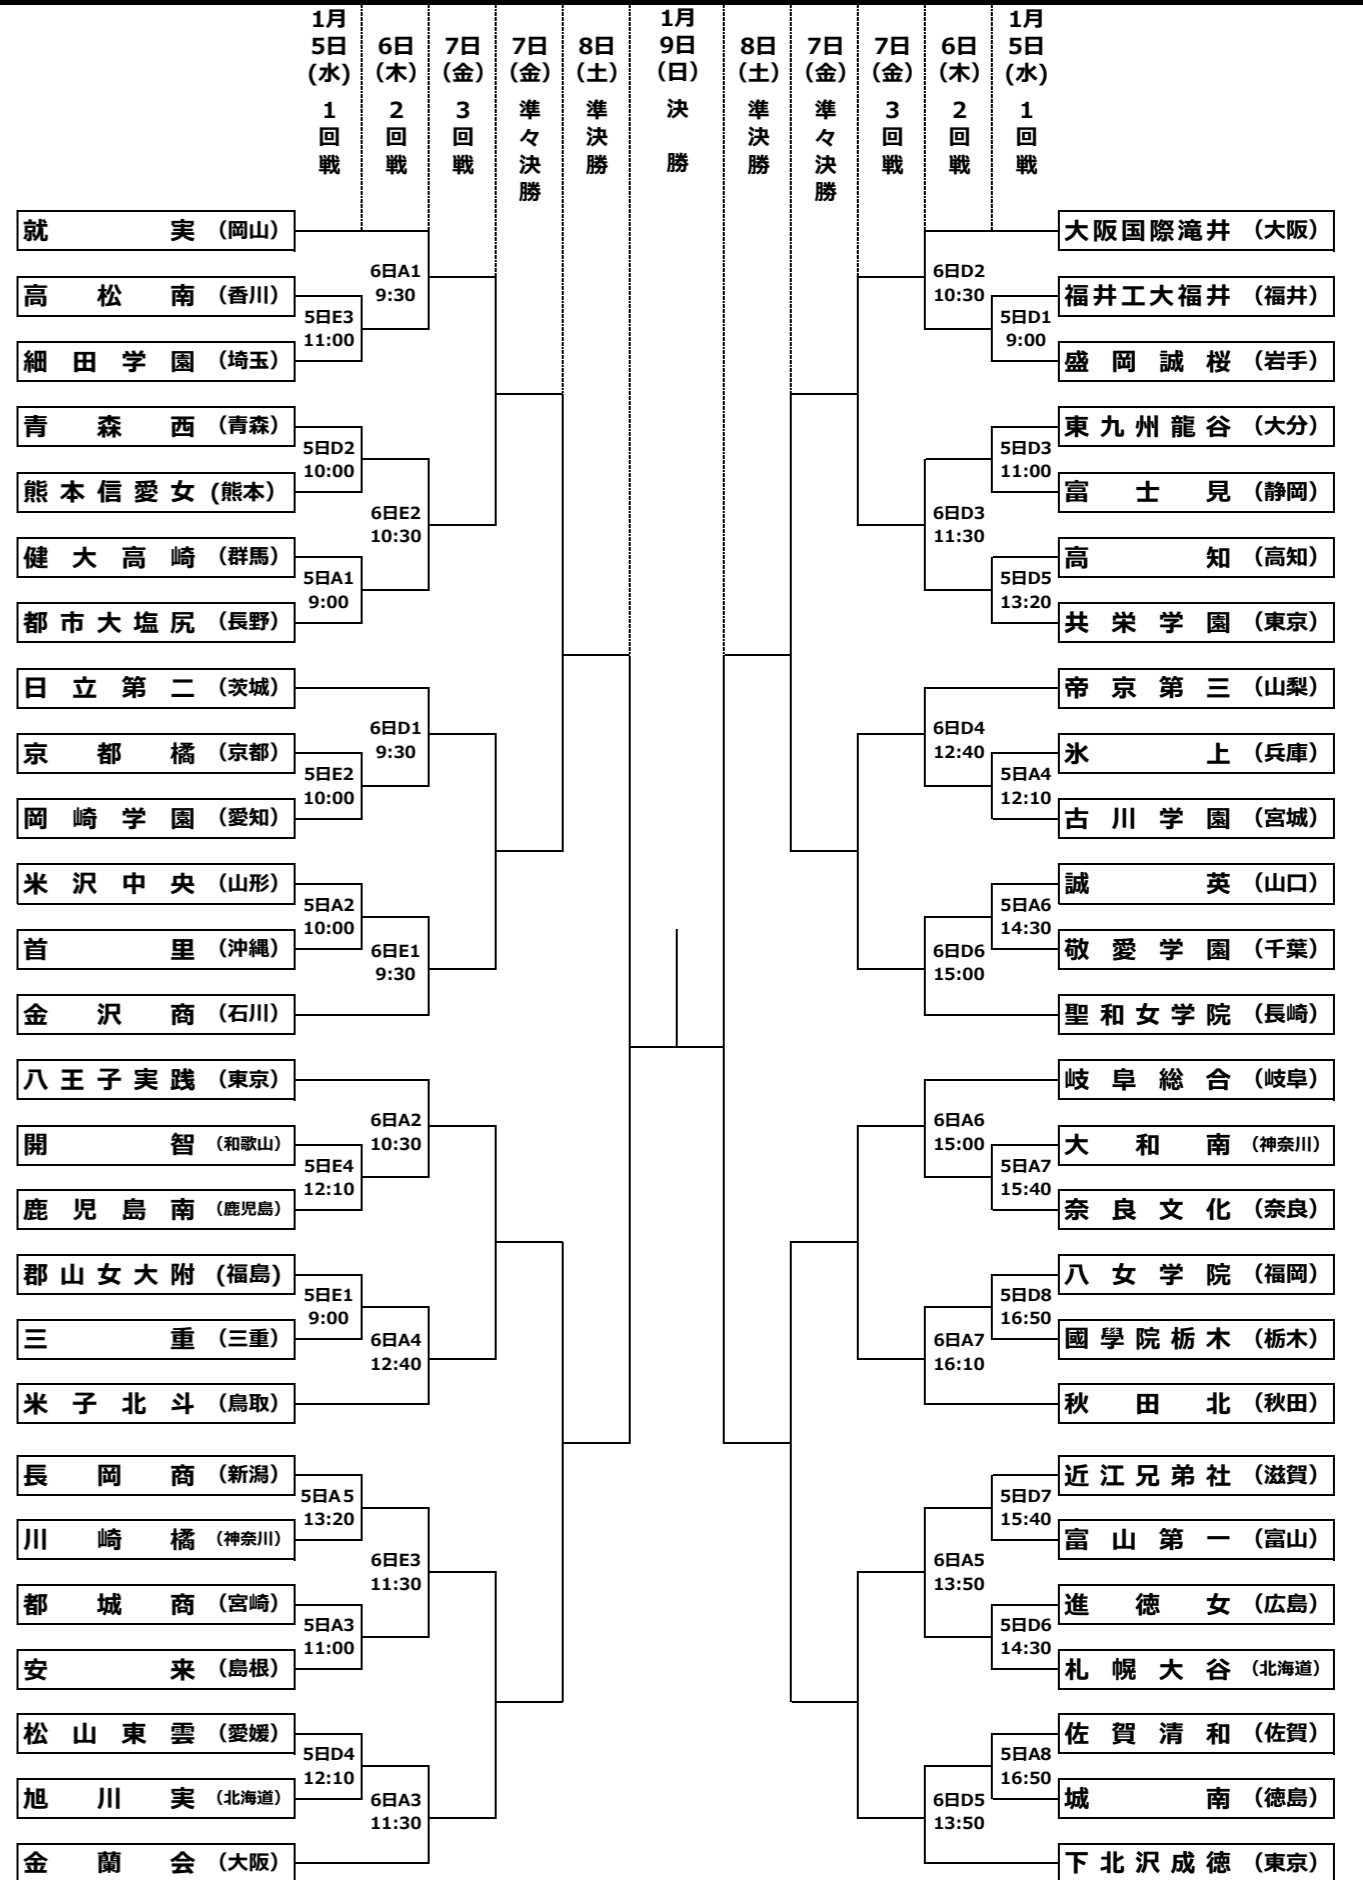 1月 5日 (水) 1回戦
6日 (木) 2回戦
7日 (金) 3回戦
7日 (金) 準々決勝
8日 (土) 準決勝
1月 9日 (日) 決勝
8日 (土) 準決勝
7日 (金) 準々決勝
7日 (金) 3回戦
6日 (木) 2回戦
1月 5日 (水) 1回戦
就実 (岡山)
高松南 (香川)
細田学園 (埼玉)
青森西 (青森)
熊本信愛女 (熊本)
健大高崎 (群馬)
都市大塩尻 (長野)
日立第二 (茨城)
京都橘 (京都)
岡崎学園 (愛知)
米沢中央 (山形)
首里 (沖縄)
金沢商 (石川)
八王子実践 (東京)
開智 (和歌山)
鹿児島南 (鹿児島)
郡山女大附 (福島)
三重 (三重)
米子北斗 (鳥取)
長岡商 (新潟)
川崎橘 (神奈川)
都城商 (宮崎)
安来 (島根)
松山東雲 (愛媛)
旭川実 (北海道)
金蘭会 (大阪)
5日E3
11:00
5日D2
10:00
5日A1
9:00
5日E2
10:00
5日A2
10:00
5日E4
12:10
5日E1
9:00
5日A5
13:20
5日A3
11:00
5日D4
12:10
6日A1
9:30
6日E2
10:30
6日D1
9:30
6日E1
9:30
6日A2
10:30
6日A4
12:40
6日E3
11:30
6日A3
11:30
6日D2
10:30
6日D3
11:30
6日D4
12:40
6日D6
15:00
6日A6
15:00
6日A7
16:10
6日A5
13:50
6日D5
13:50
5日D1
9:00
5日D3
11:00
5日D5
13:20
5日A4
12:10
5日A6
14:30
5日A7
15:40
5日D8
16:50
5日D7
15:40
5日D6
14:30
5日A8
16:50
大阪国際滝井 (大阪)
福井工大福井 (福井)
盛岡誠桜 (岩手)
東九州龍谷 (大分)
富士見 (静岡)
高知 (高知)
共栄学園 (東京)
帝京第三 (山梨)
氷上 (兵庫)
古川学園 (宮城)
誠英 (山口)
敬愛学園 (千葉)
聖和女学院 (長崎)
岐阜総合 (岐阜)
大和南 (神奈川)
奈良文化 (奈良)
八女学院 (福岡)
國學院栃木 (栃木)
秋田北 (秋田)
近江兄弟社 (滋賀)
富山第一 (富山)
進徳女 (広島)
札幌大谷 (北海道)
佐賀清和 (佐賀)
城南 (徳島)
下北沢成徳 (東京)